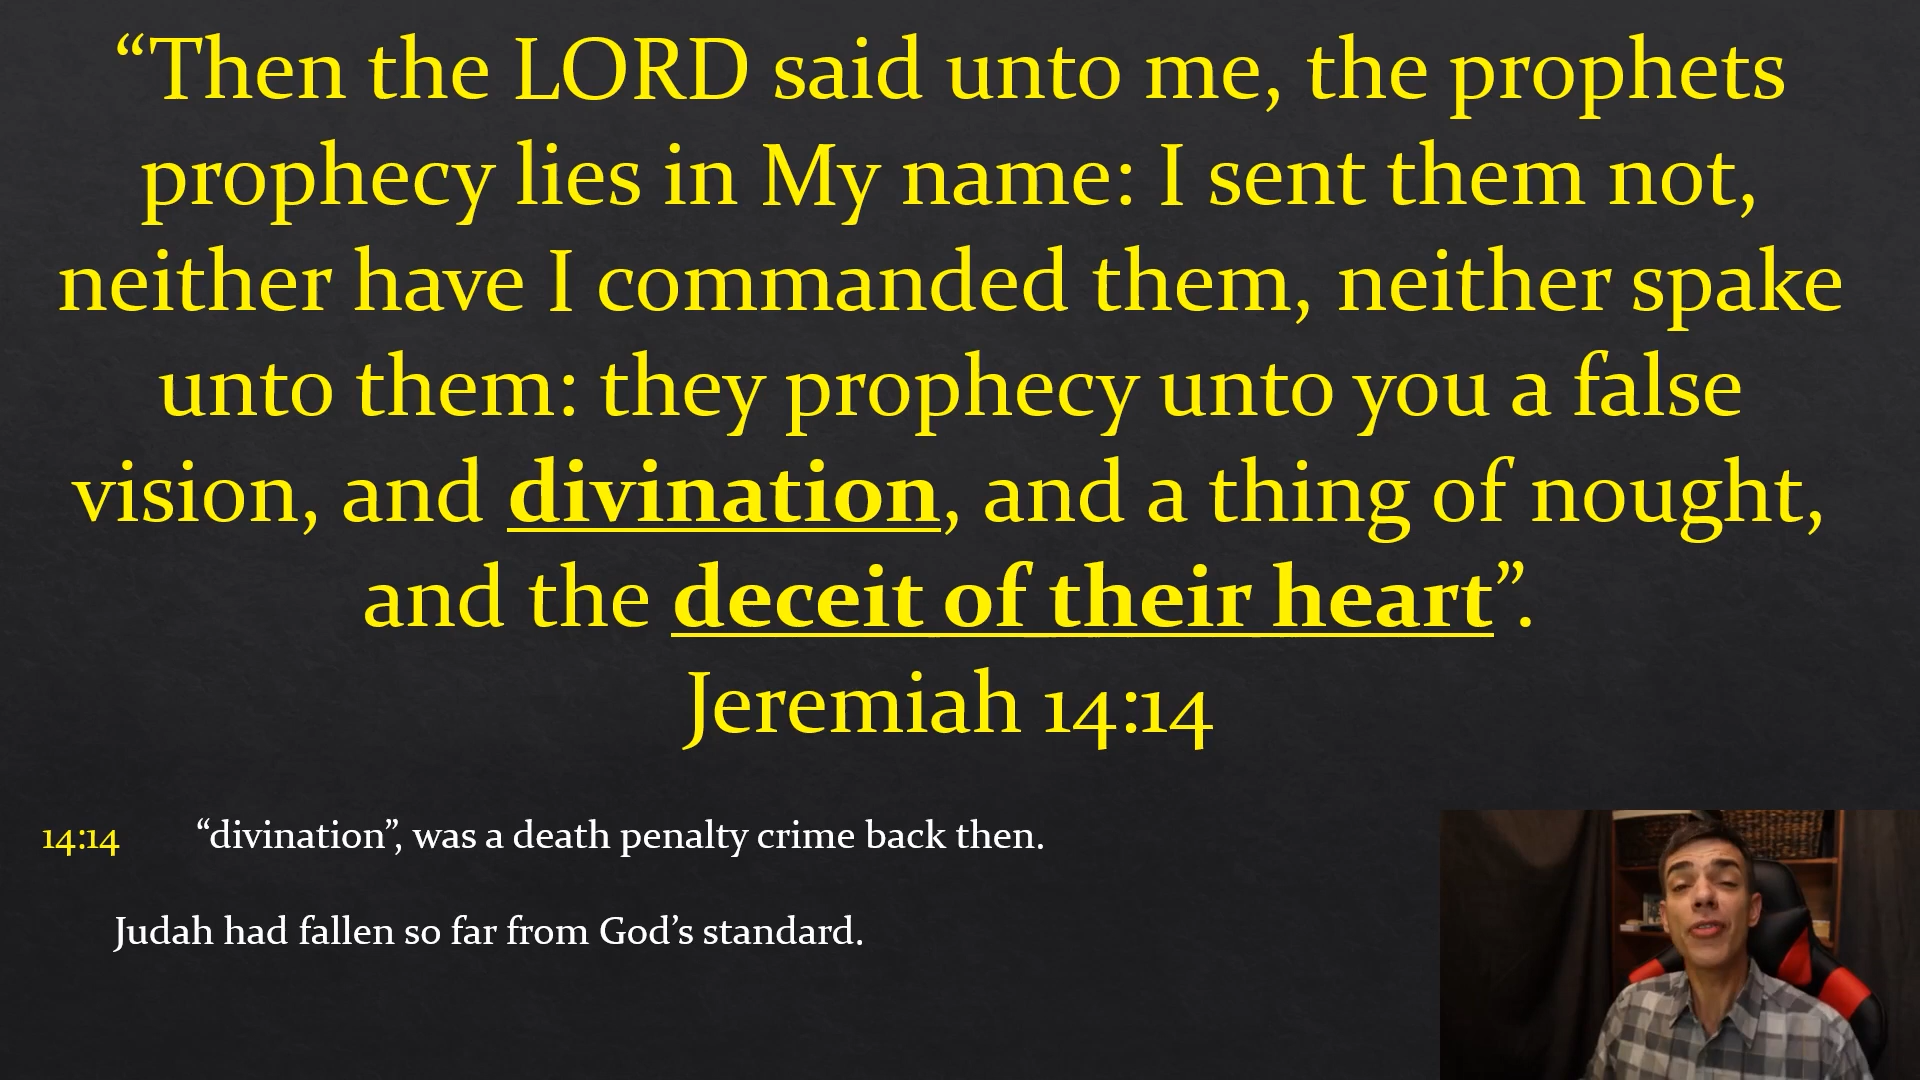 “Then the LORD said unto me, the prophets
prophecy lies in My name: I sent them not,
neither have I commanded them, neither spake
unto them: they prophecy unto you a false
vision, and divination, and a thing of nought,
and the deceit of their heart”.
Jeremiah 14:14
14:14 “divination”, was a death penalty crime back then.
Judah had fallen so far from God’s standard.